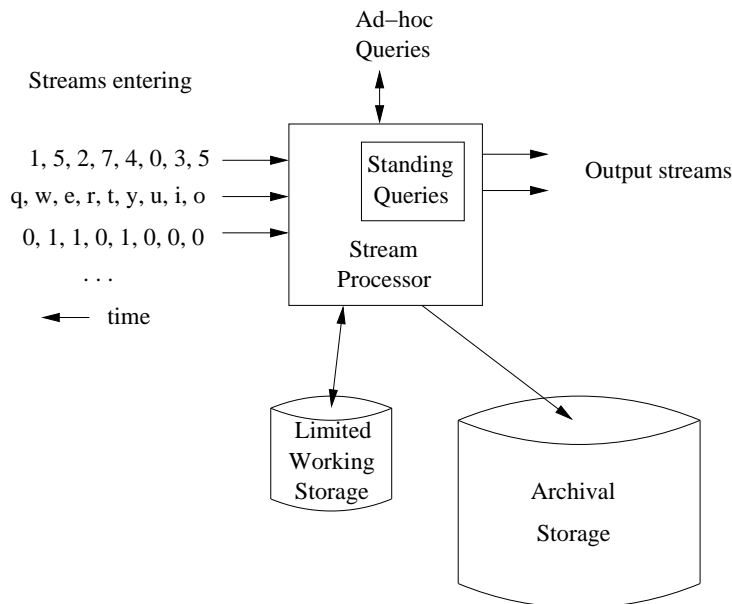 Ad−hoc
Queries
Streams entering
1, 5, 2, 7, 4, 0, 3, 5
q, w, e, r, t, y, u, i, o
0, 1, 1, 0, 1, 0, 0, 0
. . .
time
Standing
Queries
Stream
Processor
Output streams
Limited
Working
Storage
Archival
Storage